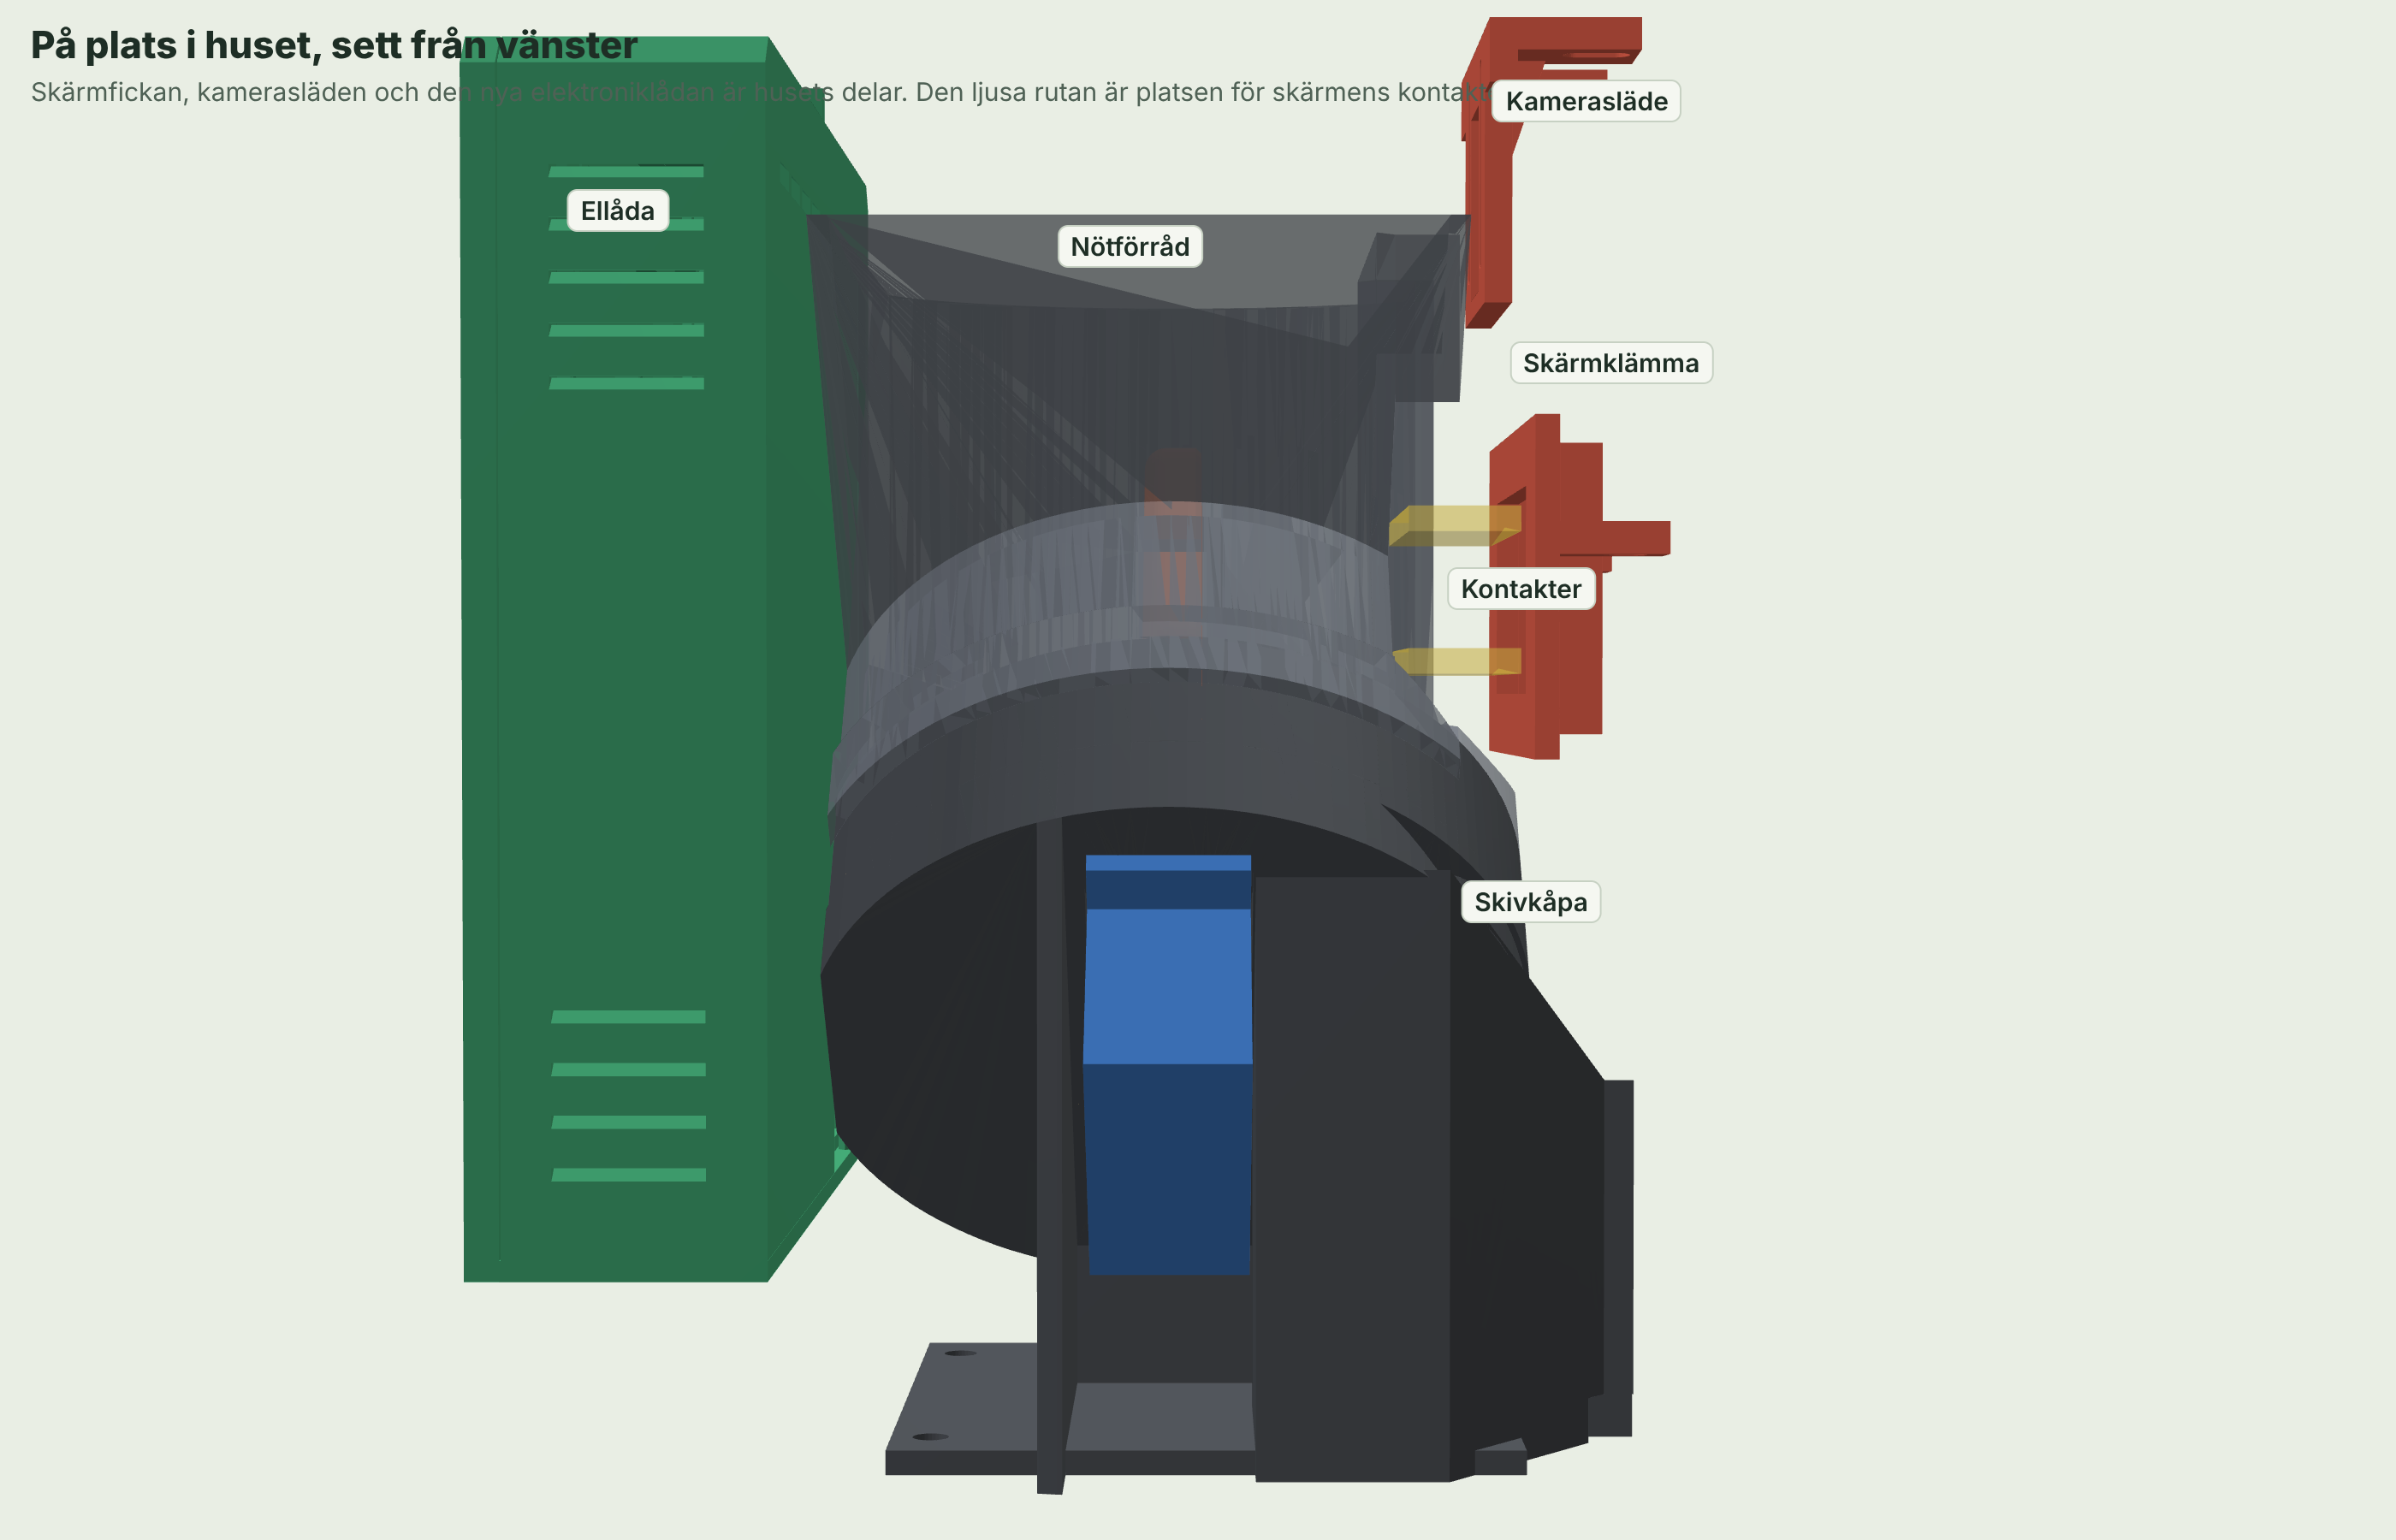 På plats i huset, sett från vänster
Skärmfickan, kamerasläden och den nya elektroniklådan är husets delar. Den ljusa rutan är platsen för skärmens
Kamerasläde
Ellåda
Nötförråd
Skärmklämma
Kontakter
Skivkåpa